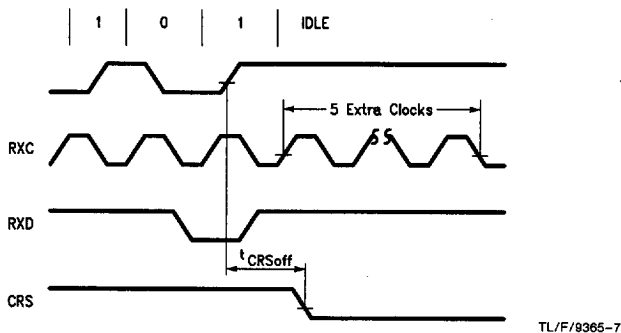 1 0 1 IDLE
5 Extra Clocks
RXC
RXD
tCRSoff
CRS
TL/F/9365-7